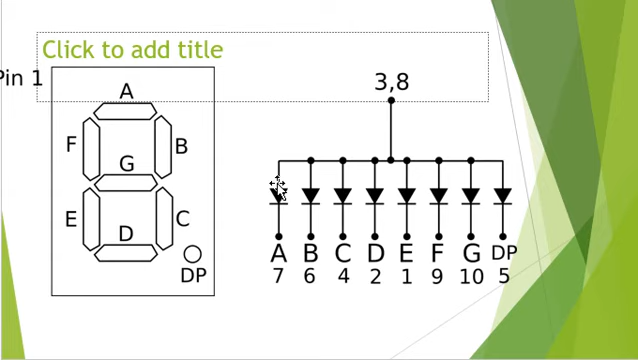 Click to add title
Pin 1
3,8
A
F
B
G
E
D
C
DP
A B C D E F G DP
7 6 4 2 1 9 10 5